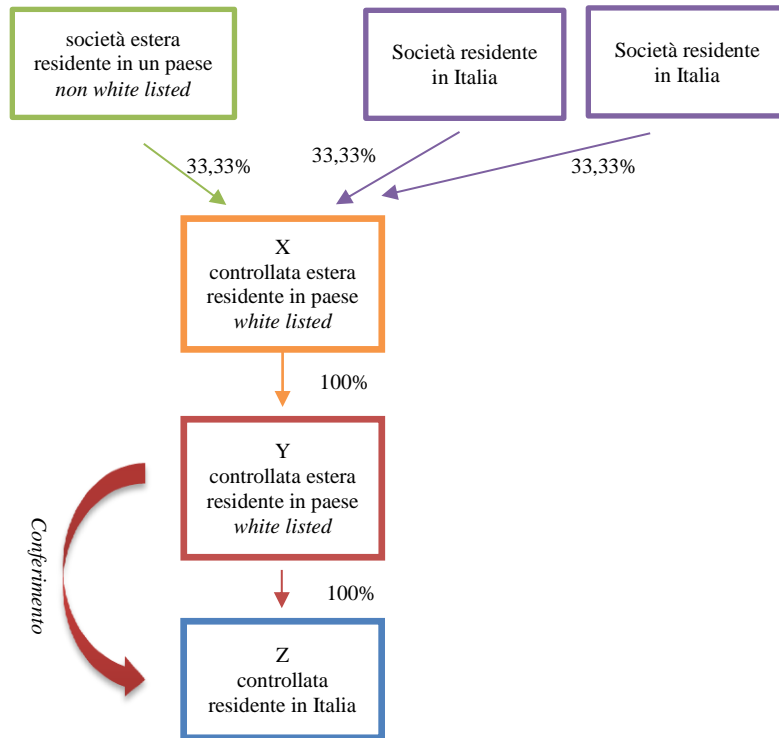 società estera
residente in un paese
non white listed
Società residente
in Italia
Società residente
in Italia
33,33%
33,33%
33,33%
X
controllata estera
residente in paese
white listed
100%
Y
controllata estera
residente in paese
white listed
Conferimento
100%
Z
controllata
residente in Italia